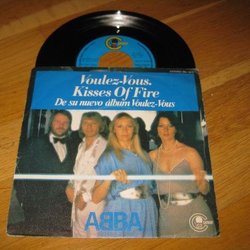 Voulez-Vous.
Kisses Of Fire
De su nuevo álbum Voulez-Vous
ABBA